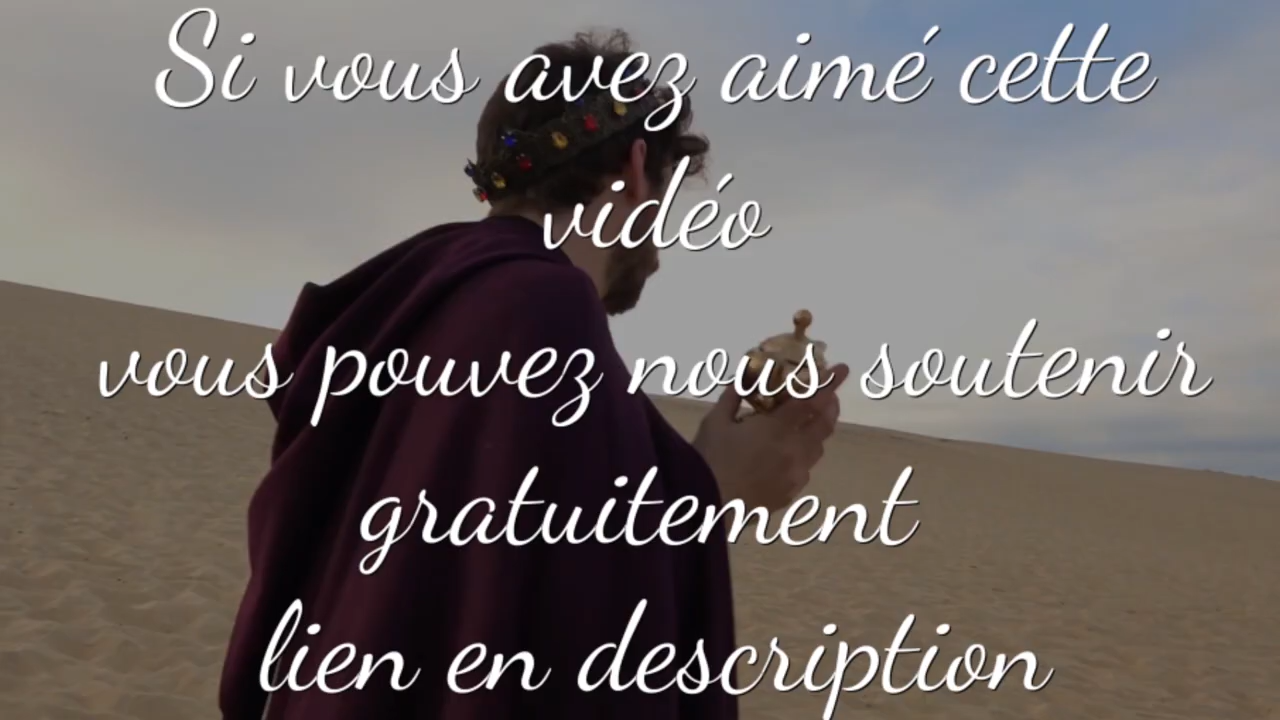 Si vous avez aimé cette
vidéo
vous pouvez nous soutenir
gratuitement
lien en description